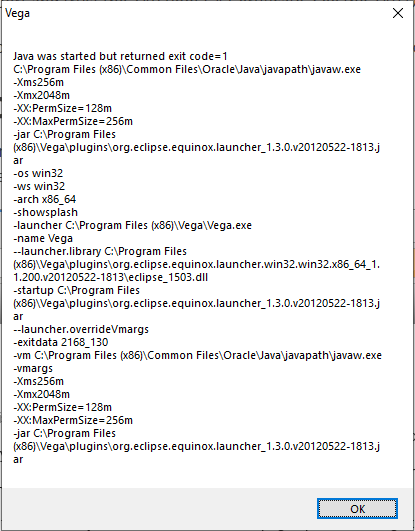 Vega
Java was started but returned exit code=1
C:\Program Files (x86)\Common Files\Oracle\Java\javapath\javaw.exe
-Xms256m
-Xmx2048m
-XX:PermSize=128m
-XX:MaxPermSize=256m
-jar C:\Program Files
(x86)\Vega\plugins\org.eclipse.equinox.launcher_1.3.0.v20120522-1813.j
ar
-os win32
-ws win32
-arch x86_64
-showsplash
-launcher C:\Program Files (x86)\Vega\Vega.exe
-name Vega
--launcher.library C:\Program Files
(x86)\Vega\plugins\org.eclipse.equinox.launcher.win32.win32.x86_64_1.
1.200.v20120522-1813\eclipse_1503.dll
-startup C:\Program Files
(x86)\Vega\plugins\org.eclipse.equinox.launcher_1.3.0.v20120522-1813.j
ar
--launcher.overrideVmargs
-exitdata 2168_130
-vm C:\Program Files (x86)\Common Files\Oracle\Java\javapath\javaw.exe
-vmargs
-Xms256m
-Xmx2048m
-XX:PermSize=128m
-XX:MaxPermSize=256m
-jar C:\Program Files
(x86)\Vega\plugins\org.eclipse.equinox.launcher_1.3.0.v20120522-1813.j
ar
OK